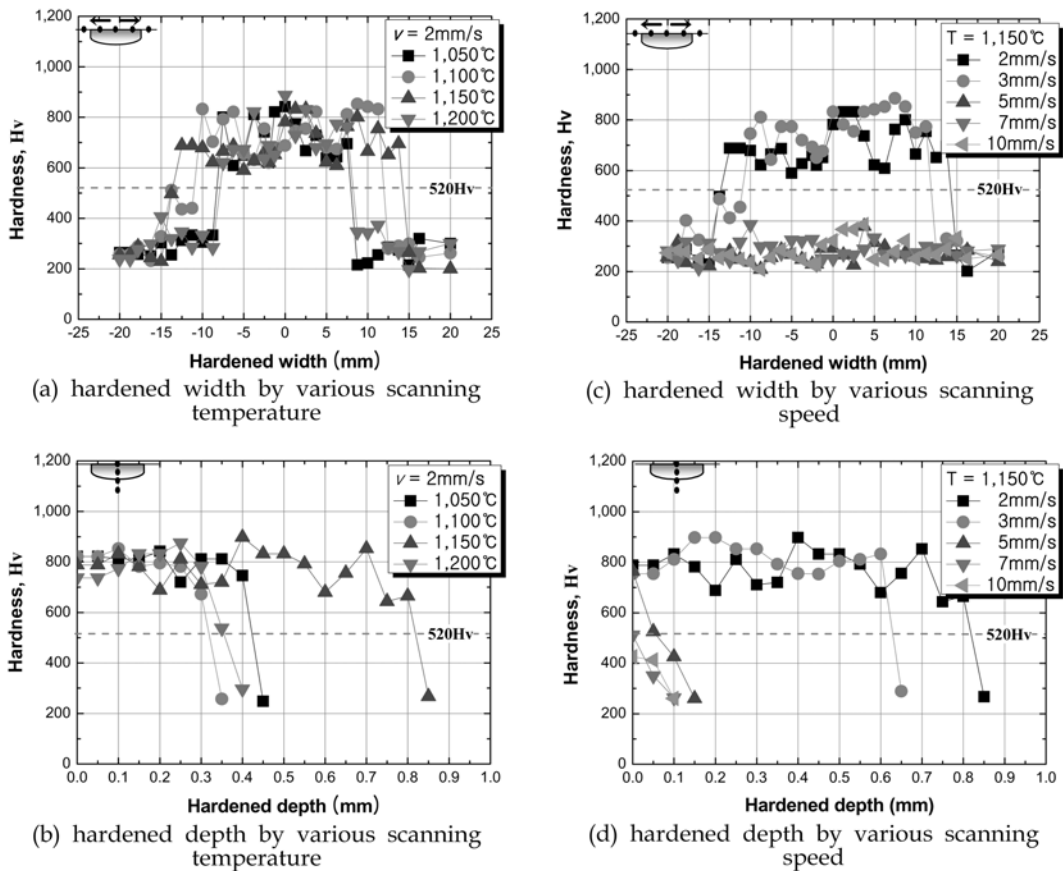 1,200
1,000
800
600
400
200
0
Hardness, Hv
ν = 2mm/s
1,050℃
1,100℃
1,150℃
1,200℃
520Hv
-25 -20 -15 -10 -5 0 5 10 15 20 25
Hardened width (mm)
(a) hardened width by various scanning
temperature
1,200
1,000
800
600
400
200
0
Hardness, Hv
T = 1,150℃
2mm/s
3mm/s
5mm/s
7mm/s
10mm/s
520Hv
-25 -20 -15 -10 -5 0 5 10 15 20 25
Hardened width (mm)
(c) hardened width by various scanning
speed
1,200
1,000
800
600
400
200
0
Hardness, Hv
ν = 2mm/s
1,050℃
1,100℃
1,150℃
1,200℃
520Hv
0.0 0.1 0.2 0.3 0.4 0.5 0.6 0.7 0.8 0.9 1.0
Hardened depth (mm)
(b) hardened depth by various scanning
temperature
1,200
1,000
800
600
400
200
0
Hardness, Hv
T = 1,150℃
2mm/s
3mm/s
5mm/s
7mm/s
10mm/s
520Hv
0.0 0.1 0.2 0.3 0.4 0.5 0.6 0.7 0.8 0.9 1.0
Hardened depth (mm)
(d) hardened depth by various scanning
speed